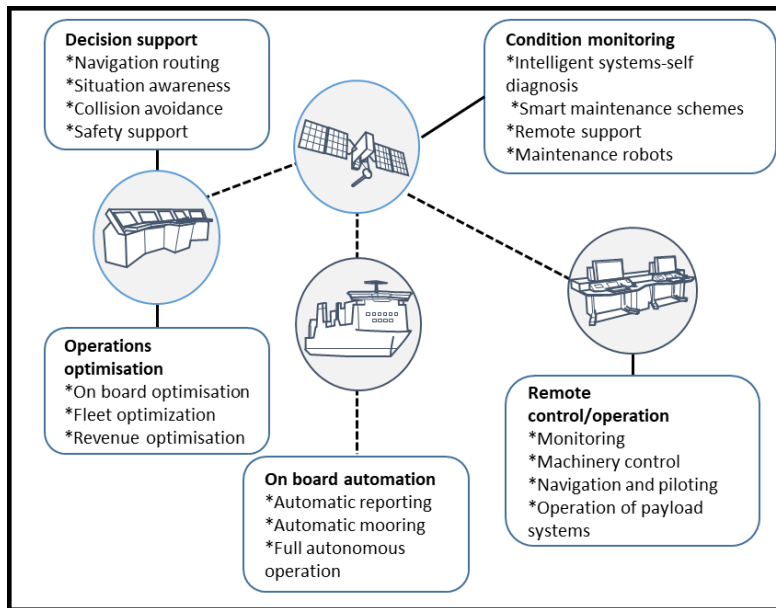 Decision support
*Navigation routing
*Situation awareness
*Collision avoidance
*Safety support
Condition monitoring
*Intelligent systems-self
diagnosis
*Smart maintenance schemes
*Remote support
*Maintenance robots
Operations
optimisation
*On board optimisation
*Fleet optimization
*Revenue optimisation
On board automation
*Automatic reporting
*Automatic mooring
*Full autonomous
operation
Remote
control/operation
*Monitoring
*Machinery control
*Navigation and piloting
*Operation of payload
systems